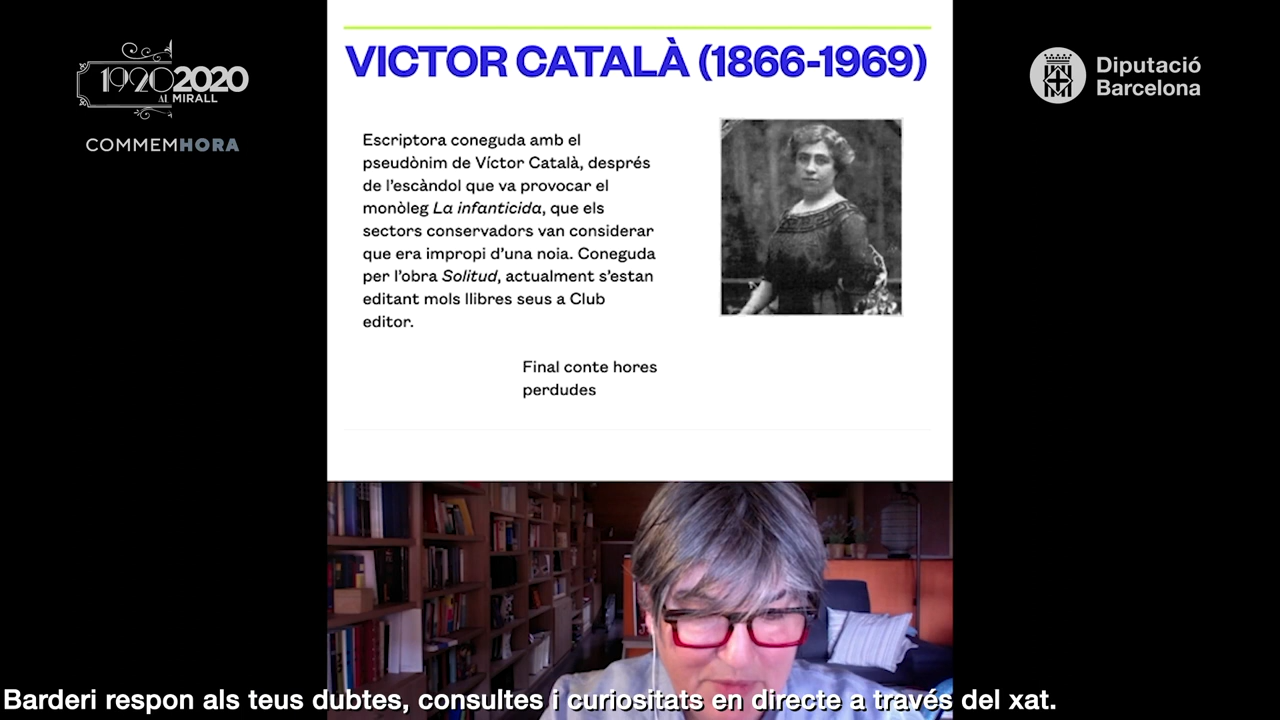 VICTOR CATALÀ (1866-1969)
19202020
AL MIRALL
COMMEMHORA
Diputació
Barcelona
Escriptora coneguda amb el
pseudònim de Víctor Català, després
de l'escàndol que va provocar el
monòleg La infanticida, que els
sectors conservadors van considerar
que era impropi d'una noia. Coneguda
per l'obra Solitud, actualment s'estan
editant mols llibres seus a Club
editor.
Final conte hores
perdudes
Barderi respon als teus dubtes, consultes i curiositats en directe a través del xat.